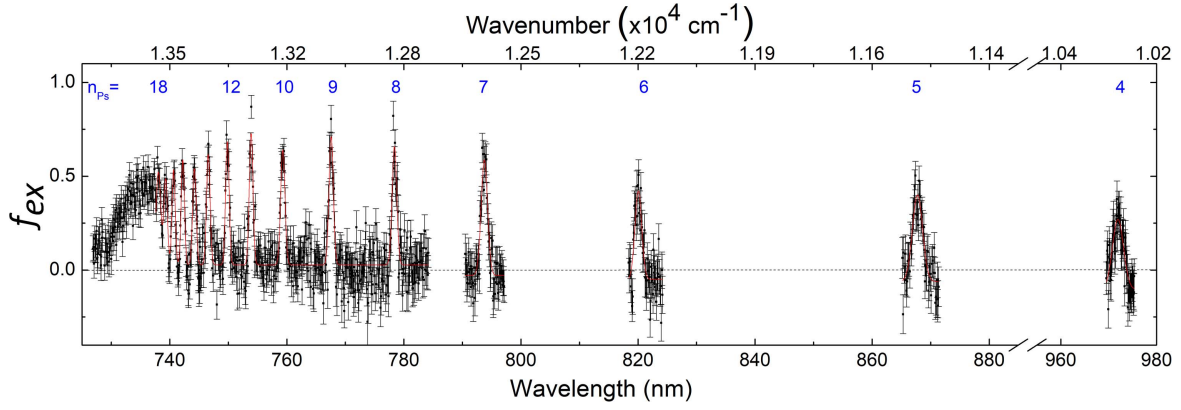 Wavenumber (x10⁴ cm⁻¹)
1.35 1.32 1.28 1.25 1.22 1.19 1.16 1.14 1.04 1.02
n_Ps= 18 12 10 9 8 7 6 5 4
1.0
0.5
0.0
f_ex
740 760 780 800 820 840 860 880 960 980
Wavelength (nm)